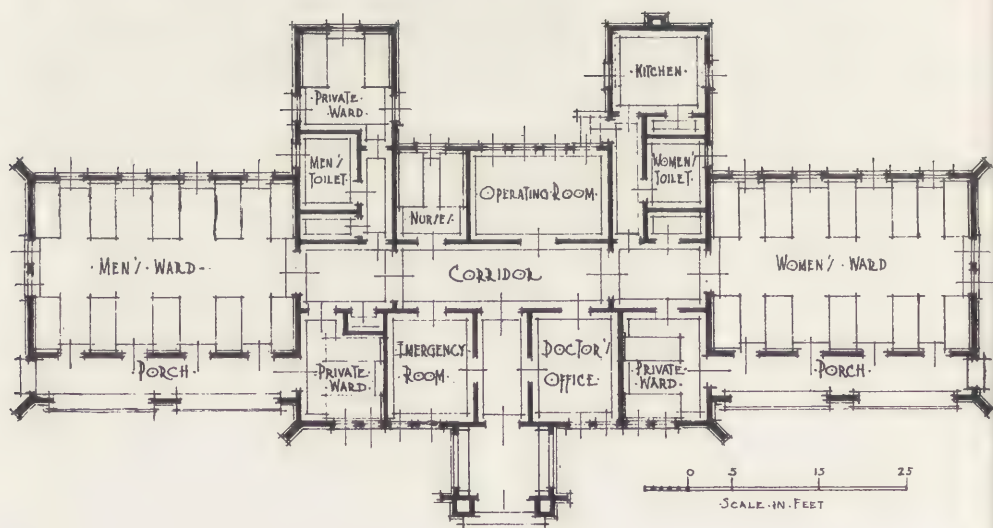 ·PRIVATE·
WARD·
·KITCHEN·
MEN'S
TOILET·
WOMEN'S
TOILET·
OPERATING·ROOM·
NURSES·
·MEN'S·WARD·
CORRIDOR
WOMEN'S·WARD
PORCH
PRIVATE·
·WARD·
EMERGENCY
·ROOM·
DOCTOR'S
·OFFICE·
PRIVATE·
WARD·
·PORCH
0 5 15 25
·SCALE·IN·FEET